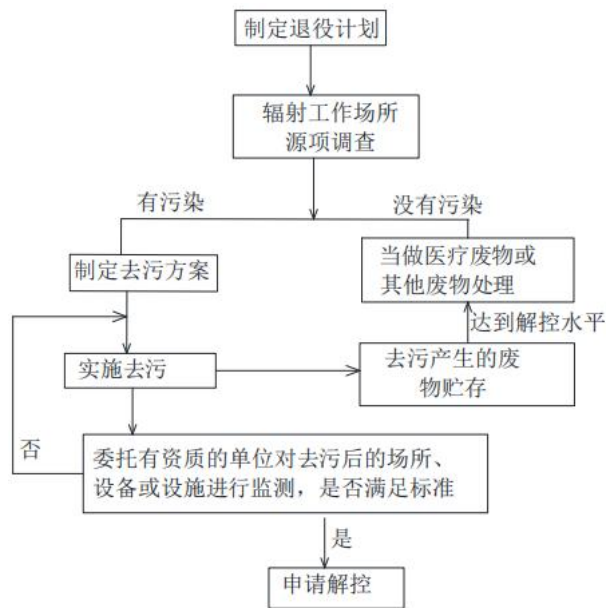 制定退役计划
辐射工作场所
源项调查
有污染
没有污染
制定去污方案
当做医疗废物或
其他废物处理
达到解控水平
实施去污
去污产生的废
物贮存
否
委托有资质的单位对去污后的场所、
设备或设施进行监测，是否满足标准
是
申请解控